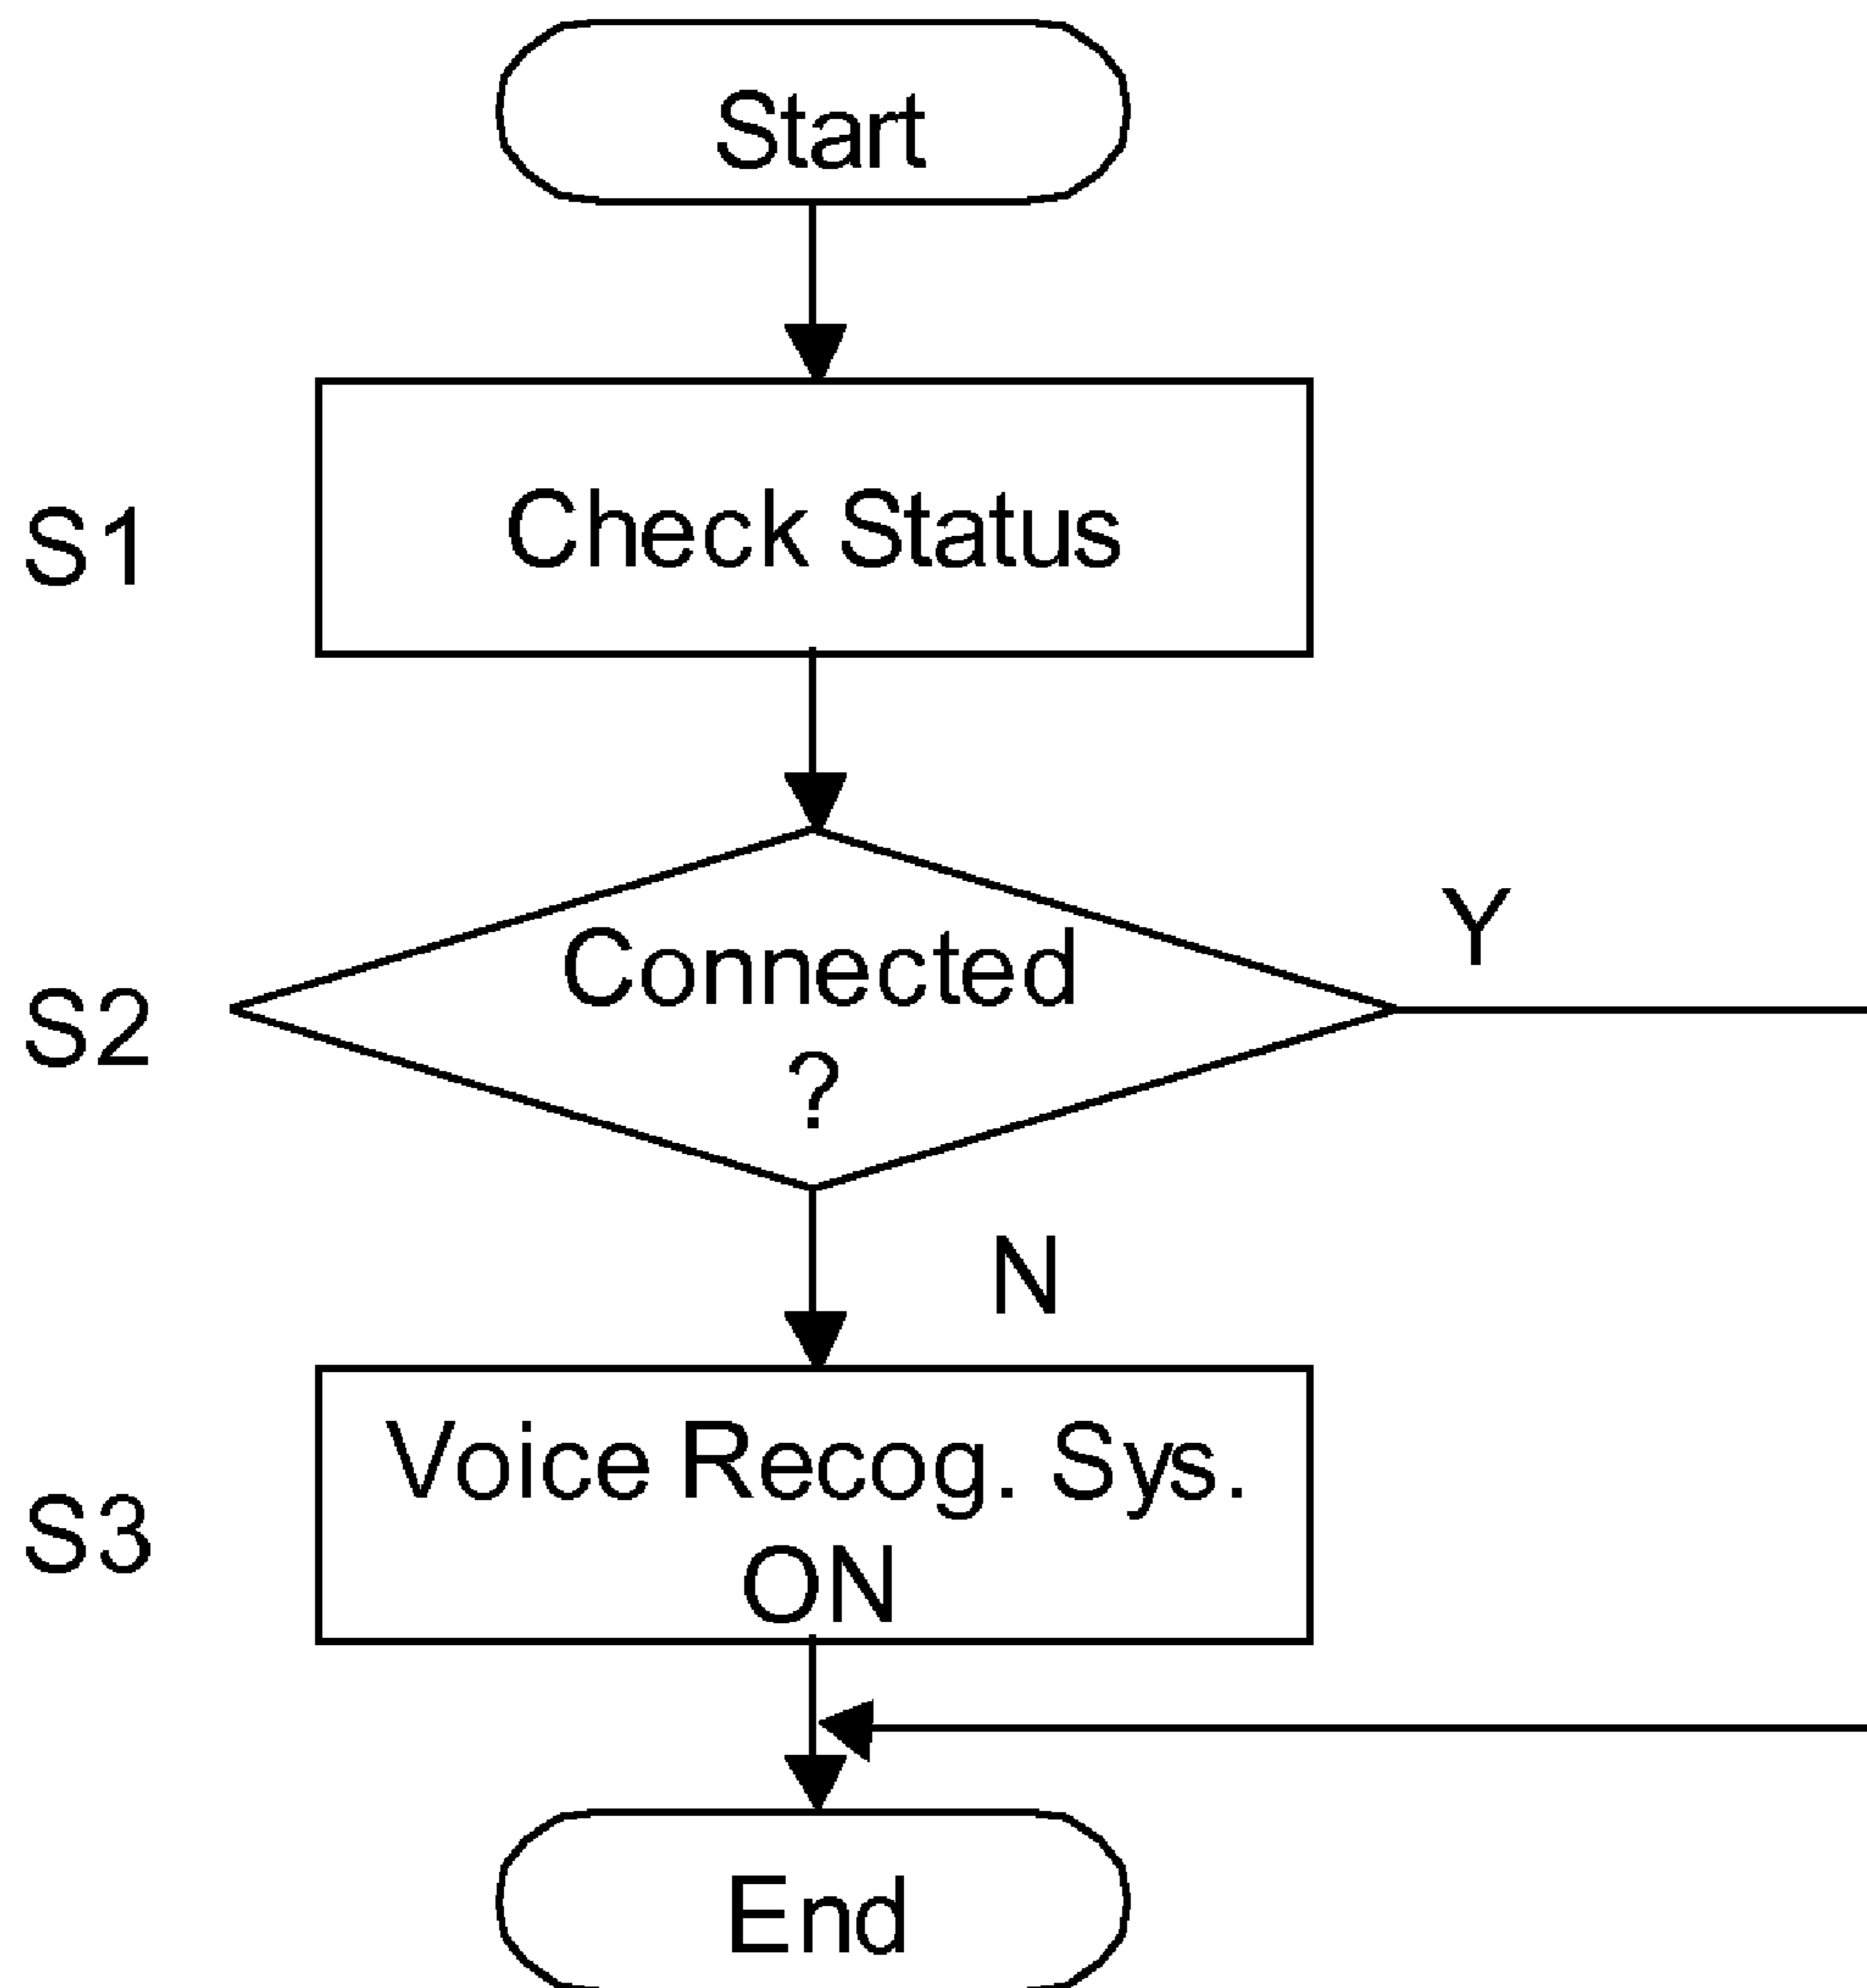 Start
S1
Check Status
S2
Connected
?
Y
N
S3
Voice Recog. Sys.
ON
End